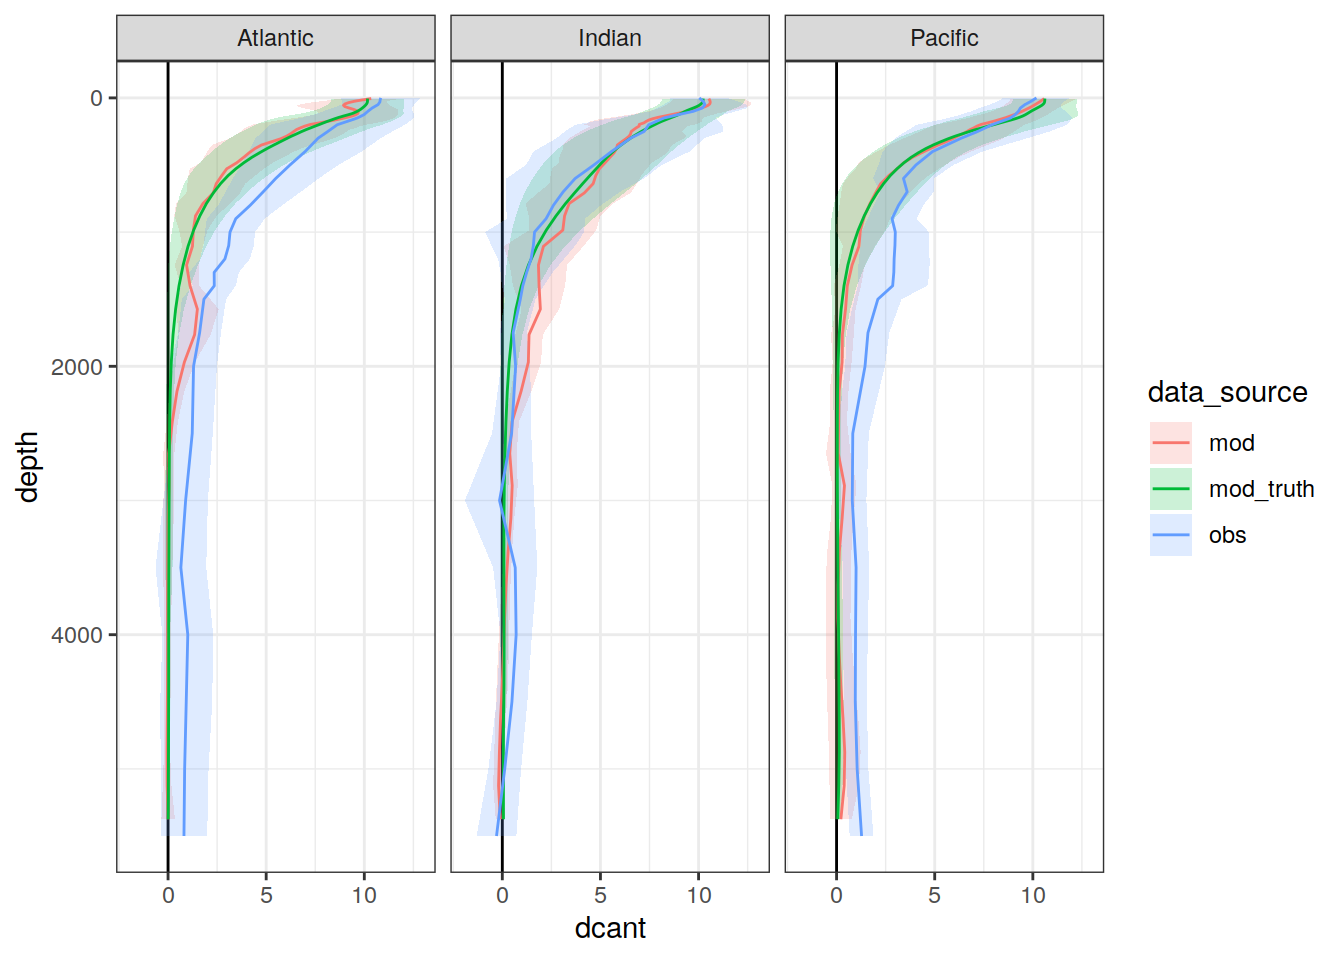 Atlantic
Indian
Pacific
0
2000
4000
depth
0 5 10
0 5 10
0 5 10
dcant
data_source
mod
mod_truth
obs